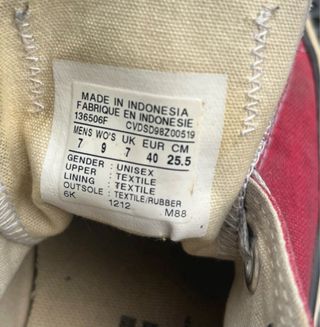 MADE IN INDONESIA
FABRIQUE EN INDONESIE
136506F CVDSD98Z00519
MENS WO'S UK EUR CM
7 9 7 40 25.5
GENDER : UNISEX
UPPER : TEXTILE
LINING : TEXTILE
OUTSOLE : TEXTILE/RUBBER
6K 1212 M88